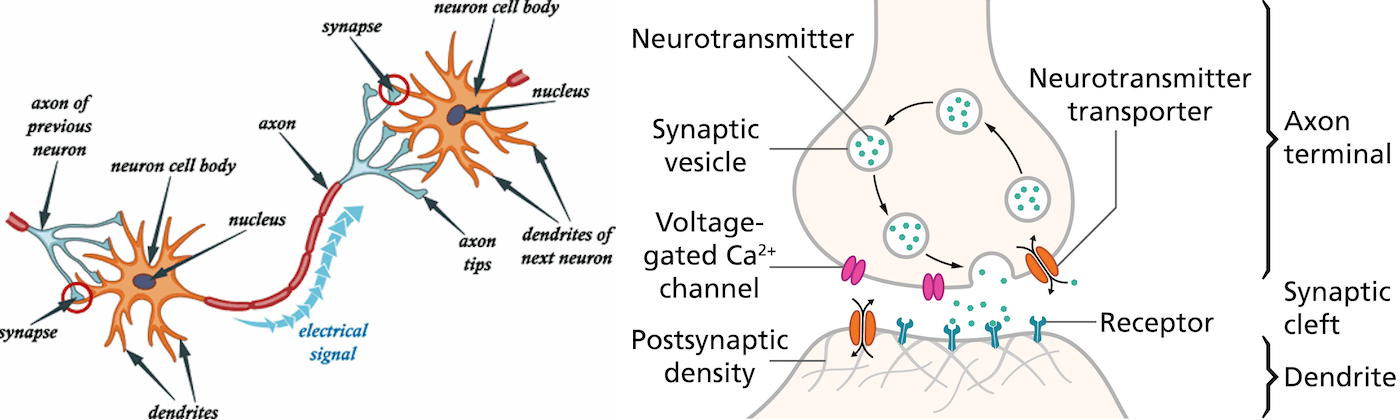 neuron cell body
synapse
nucleus
axon of
previous
neuron
axon
neuron cell body
nucleus
axon
tips
dendrites of
next neuron
synapse
electrical
signal
dendrites
Neurotransmitter
Neurotransmitter
transporter
Synaptic
vesicle
Axon
terminal
Voltage-
gated Ca²⁺
channel
Synaptic
cleft
Receptor
Postsynaptic
density
Dendrite